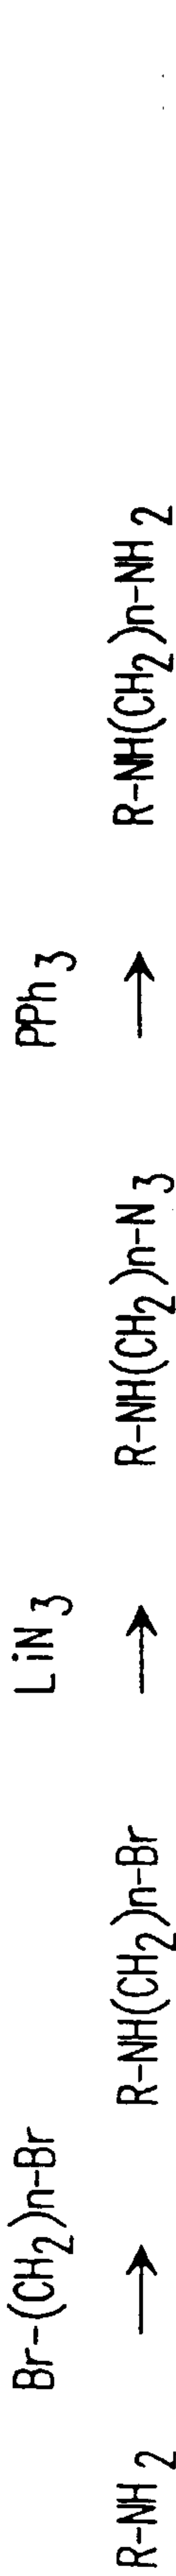 Br-(CH2)n-Br LiN3 PPh3
R-NH2 → R-NH(CH2)n-Br → R-NH(CH2)n-N3 → R-NH(CH2)n-NH2